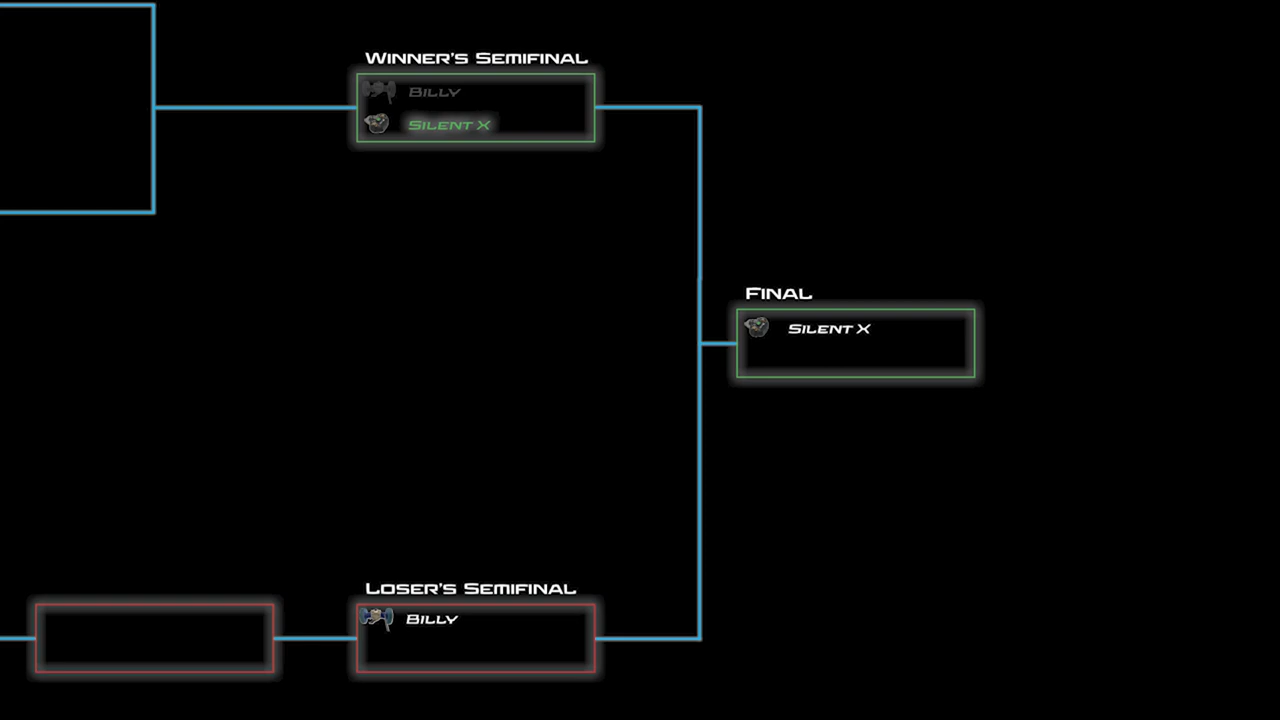 Winner's Semifinal
Billy
Silent X
Final
Silent X
Loser's Semifinal
Billy